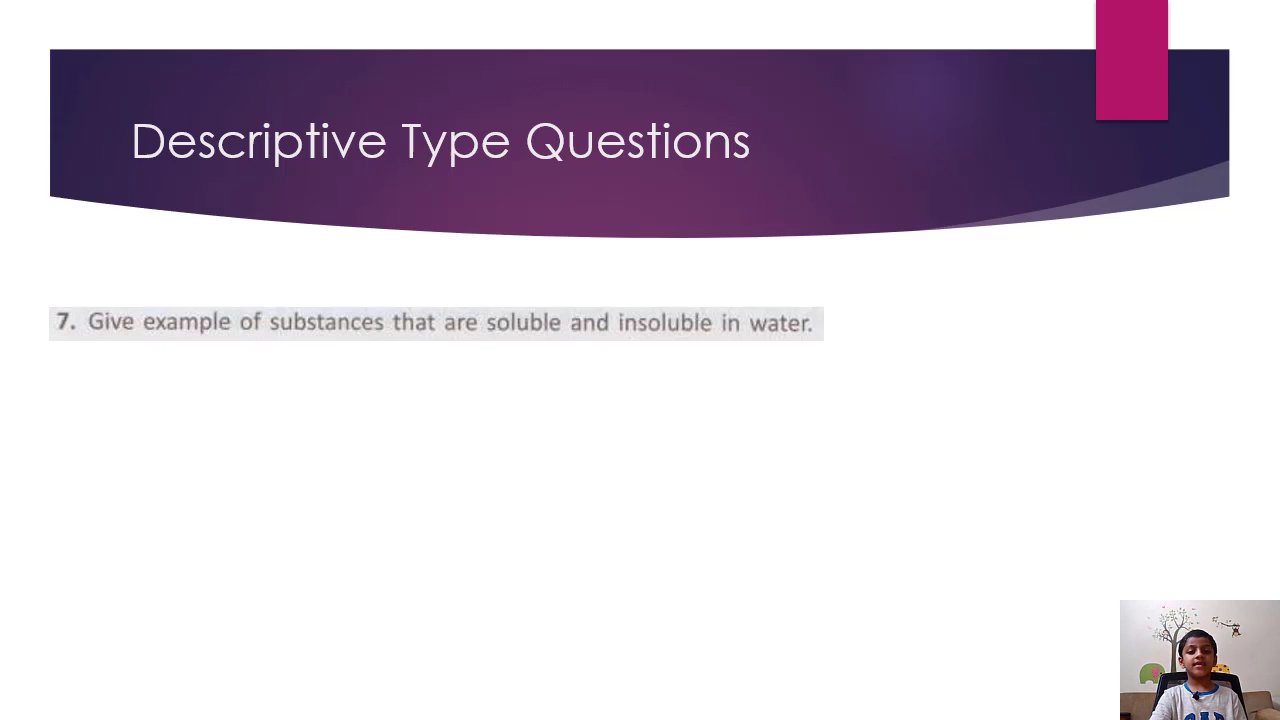 Descriptive Type Questions
7. Give example of substances that are soluble and insoluble in water.